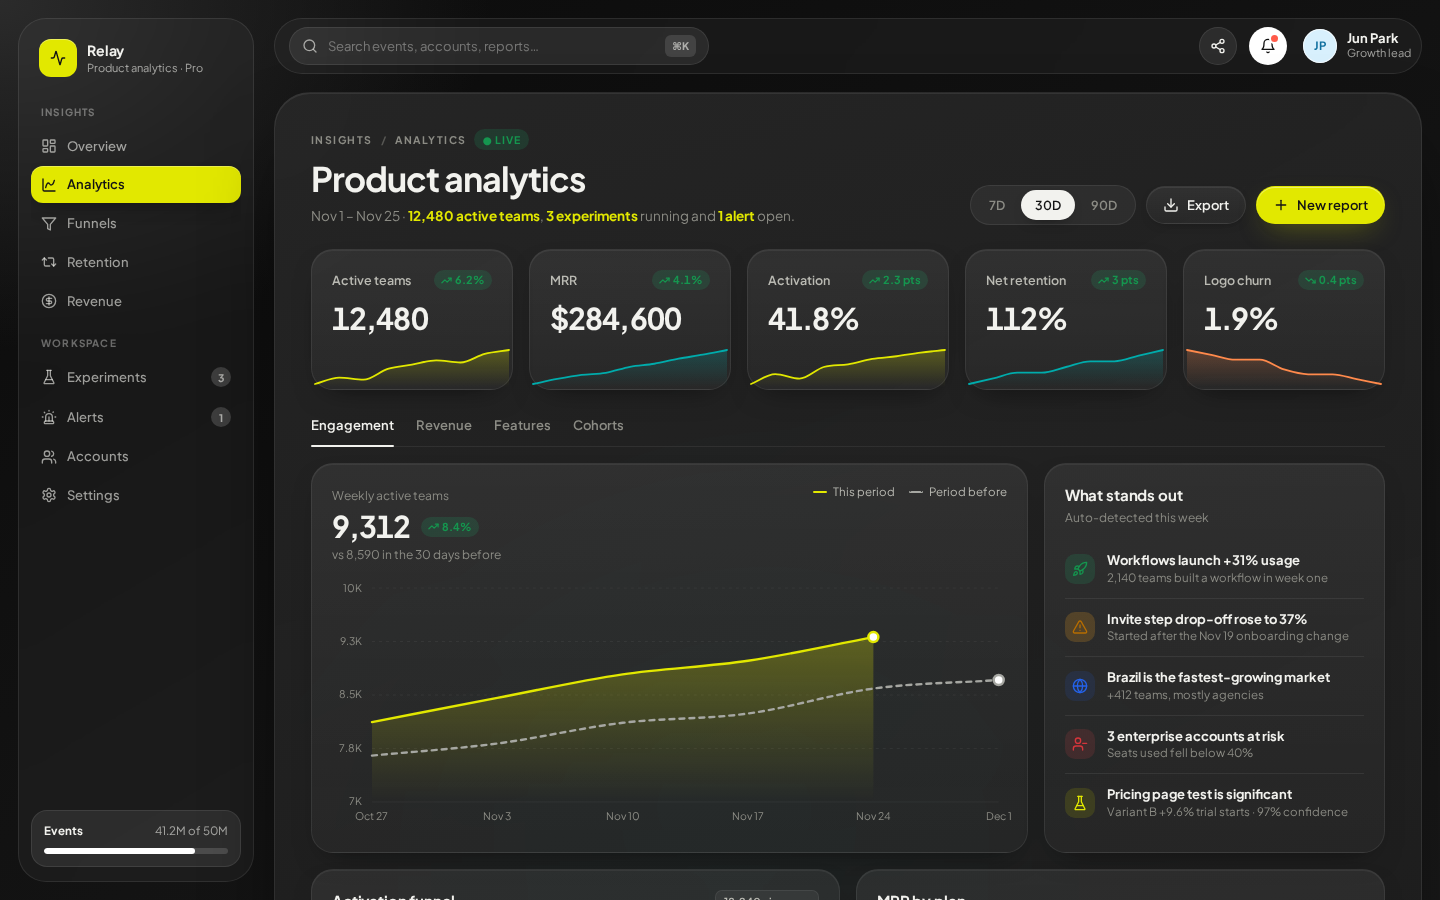 Relay
Product analytics · Pro
INSIGHTS
Overview
Analytics
Funnels
Retention
Revenue
WORKSPACE
Experiments 3
Alerts 1
Accounts
Settings
Events 41.2M of 50M
Search events, accounts, reports... ⌘K
JP
Jun Park
Growth lead
INSIGHTS / ANALYTICS LIVE
Product analytics
Nov 1 – Nov 25 · 12,480 active teams, 3 experiments running and 1 alert open.
7D 30D 90D
Export
New report
Active teams 6.2%
12,480
MRR 4.1%
$284,600
Activation 2.3 pts
41.8%
Net retention 3 pts
112%
Logo churn 0.4 pts
1.9%
Engagement Revenue Features Cohorts
Weekly active teams
9,312 8.4%
vs 8,590 in the 30 days before
This period Period before
10K
9.3K
8.5K
7.8K
7K
Oct 27 Nov 3 Nov 10 Nov 17 Nov 24 Dec 1
What stands out
Auto-detected this week
Workflows launch +31% usage
2,140 teams built a workflow in week one
Invite step drop-off rose to 37%
Started after the Nov 19 onboarding change
Brazil is the fastest-growing market
+412 teams, mostly agencies
3 enterprise accounts at risk
Seats used fell below 40%
Pricing page test is significant
Variant B +9.6% trial starts · 97% confidence
Activation funnel
MRR by plan